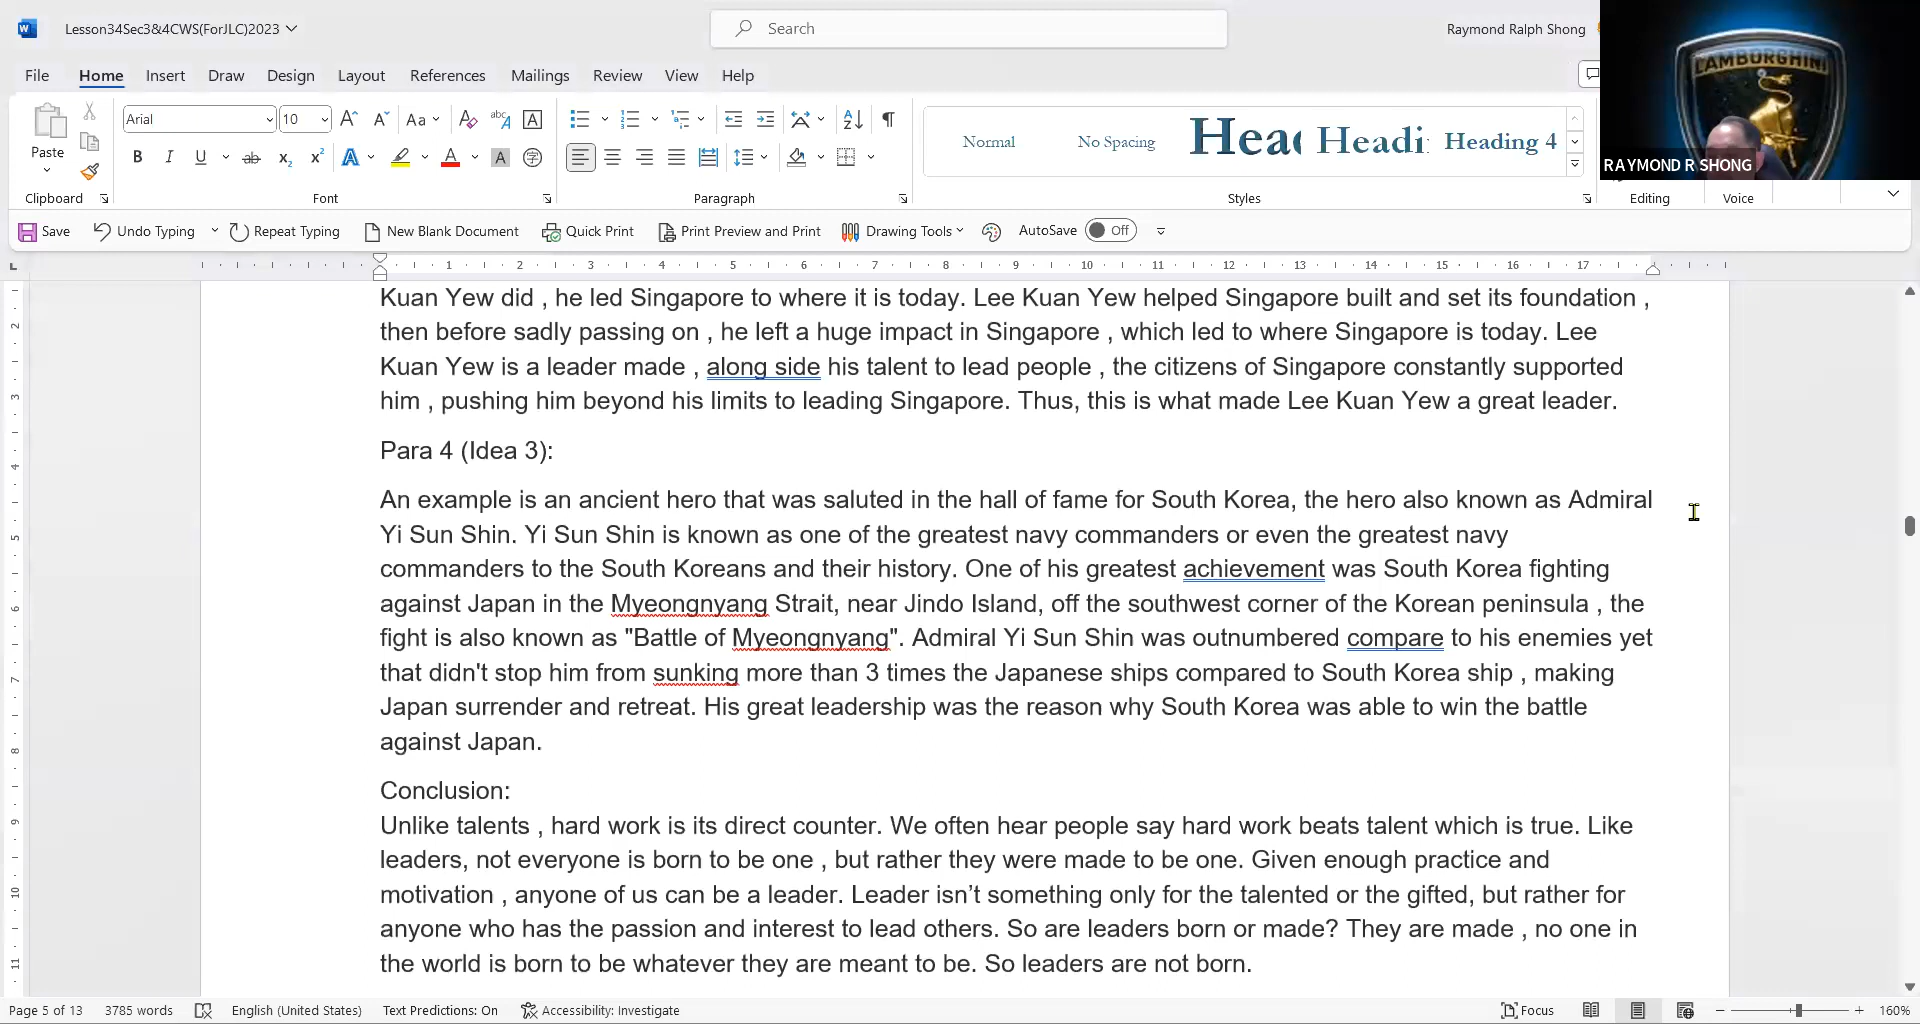 Lesson34Sec3&4CWS(ForJLC)2023
Search
Raymond Ralph Shong
LAMBORGHINI
RAYMOND R SHONG
File Home Insert Draw Design Layout References Mailings Review View Help
Paste
Arial 10
Normal No Spacing Headi Heading 4
Clipboard Font Paragraph Styles Editing Voice
Save Undo Typing Repeat Typing New Blank Document Quick Print Print Preview and Print Drawing Tools AutoSave Off
1 2 3 4 5 6 7 8 9 10 11 12 13 14 15 16 17
Kuan Yew did , he led Singapore to where it is today. Lee Kuan Yew helped Singapore built and set its foundation ,
then before sadly passing on , he left a huge impact in Singapore , which led to where Singapore is today. Lee
Kuan Yew is a leader made , along side his talent to lead people , the citizens of Singapore constantly supported
him , pushing him beyond his limits to leading Singapore. Thus, this is what made Lee Kuan Yew a great leader.
Para 4 (Idea 3):
An example is an ancient hero that was saluted in the hall of fame for South Korea, the hero also known as Admiral
Yi Sun Shin. Yi Sun Shin is known as one of the greatest navy commanders or even the greatest navy
commanders to the South Koreans and their history. One of his greatest achievement was South Korea fighting
against Japan in the Myeongnyang Strait, near Jindo Island, off the southwest corner of the Korean peninsula , the
fight is also known as "Battle of Myeongnyang". Admiral Yi Sun Shin was outnumbered compare to his enemies yet
that didn't stop him from sunking more than 3 times the Japanese ships compared to South Korea ship , making
Japan surrender and retreat. His great leadership was the reason why South Korea was able to win the battle
against Japan.
Conclusion:
Unlike talents , hard work is its direct counter. We often hear people say hard work beats talent which is true. Like
leaders, not everyone is born to be one , but rather they were made to be one. Given enough practice and
motivation , anyone of us can be a leader. Leader isn’t something only for the talented or the gifted, but rather for
anyone who has the passion and interest to lead others. So are leaders born or made? They are made , no one in
the world is born to be whatever they are meant to be. So leaders are not born.
Page 5 of 13 3785 words English (United States) Text Predictions: On Accessibility: Investigate Focus 160%